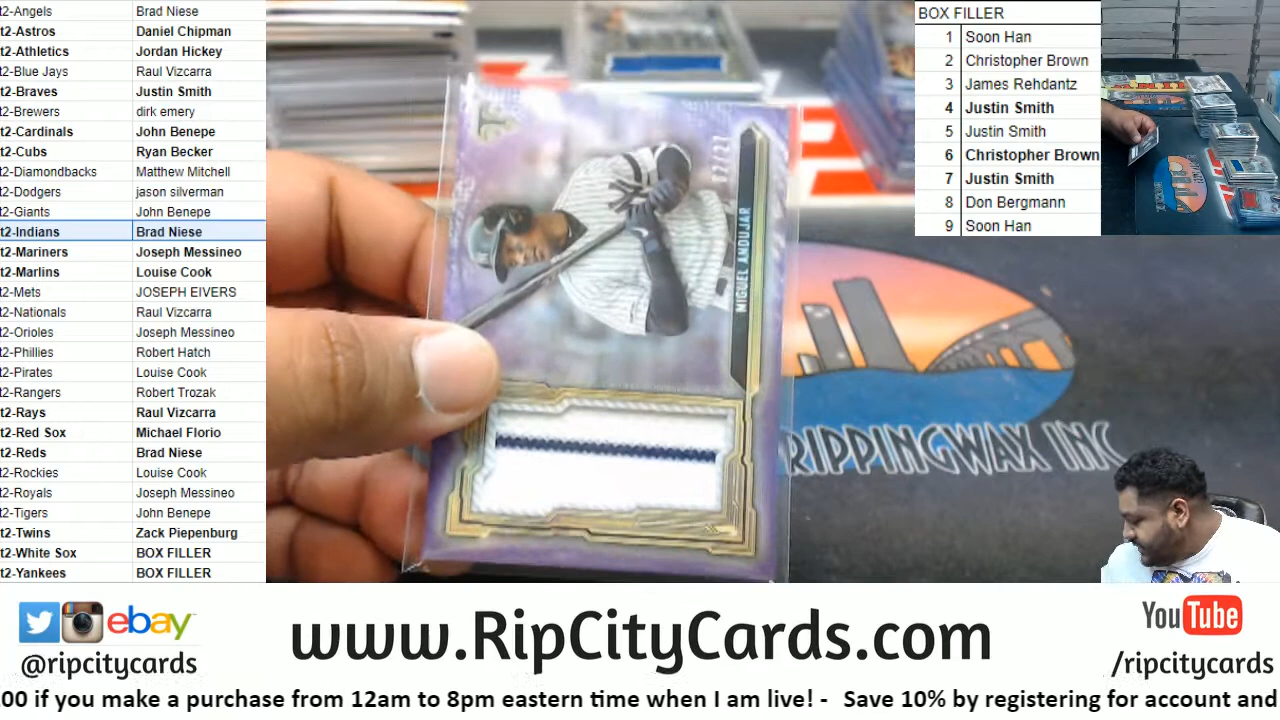 t2-Angels Brad Niese
t2-Astros Daniel Chipman
t2-Athletics Jordan Hickey
t2-Blue Jays Raul Vizcarra
t2-Braves Justin Smith
t2-Brewers dirk emery
t2-Cardinals John Benepe
t2-Cubs Ryan Becker
t2-Diamondbacks Matthew Mitchell
t2-Dodgers jason silverman
t2-Giants John Benepe
t2-Indians Brad Niese
t2-Mariners Joseph Messineo
t2-Marlins Louise Cook
t2-Mets JOSEPH EIVERS
t2-Nationals Raul Vizcarra
t2-Orioles Joseph Messineo
t2-Phillies Robert Hatch
t2-Pirates Louise Cook
t2-Rangers Robert Trozak
t2-Rays Raul Vizcarra
t2-Red Sox Michael Florio
t2-Reds Brad Niese
t2-Rockies Louise Cook
t2-Royals Joseph Messineo
t2-Tigers John Benepe
t2-Twins Zack Piepenburg
t2-White Sox BOX FILLER
t2-Yankees BOX FILLER
BOX FILLER
1 Soon Han
2 Christopher Brown
3 James Rehdantz
4 Justin Smith
5 Justin Smith
6 Christopher Brown
7 Justin Smith
8 Don Bergmann
9 Soon Han
MIGUEL ANDUJAR
RIPPINGWAX INC
ebay
@ripcitycards
www.RipCityCards.com
YouTube
/ripcitycards
.00 if you make a purchase from 12am to 8pm eastern time when I am live! - Save 10% by registering for account and